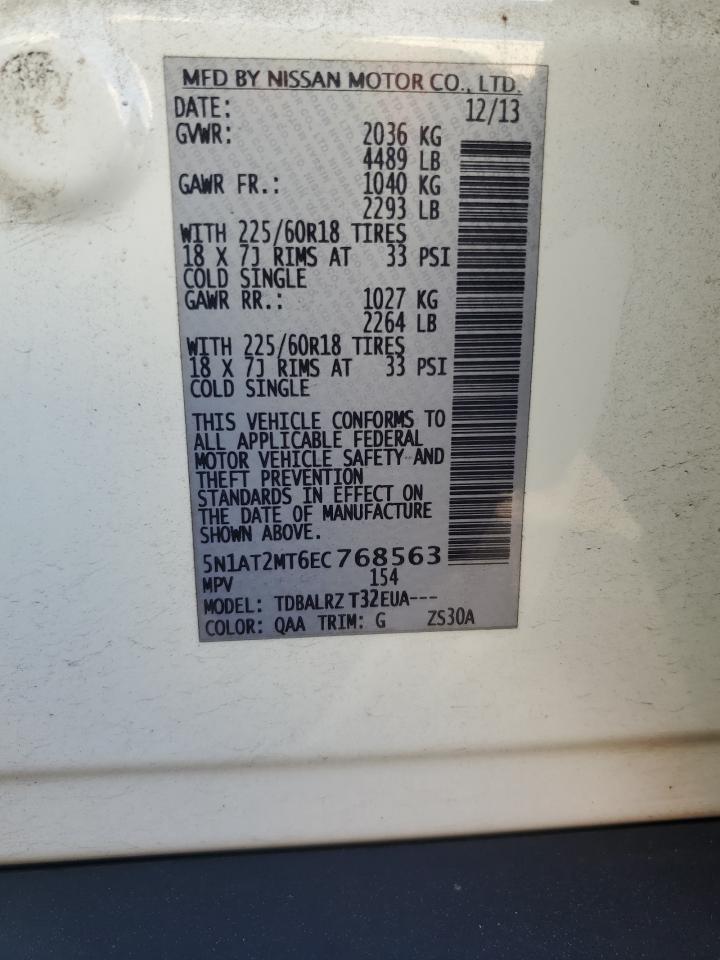 MFD BY NISSAN MOTOR CO., LTD.
DATE: 12/13
GVWR: 2036 KG
4489 LB
GAWR FR.: 1040 KG
2293 LB
WITH 225/60R18 TIRES
18 X 7J RIMS AT 33 PSI
COLD SINGLE
GAWR RR.: 1027 KG
2264 LB
WITH 225/60R18 TIRES
18 X 7J RIMS AT 33 PSI
COLD SINGLE
THIS VEHICLE CONFORMS TO
ALL APPLICABLE FEDERAL
MOTOR VEHICLE SAFETY AND
THEFT PREVENTION
STANDARDS IN EFFECT ON
THE DATE OF MANUFACTURE
SHOWN ABOVE.
5N1AT2MT6EC768563
MPV 154
MODEL: TDBALRZ T32EUA---
COLOR: QAA TRIM: G ZS30A